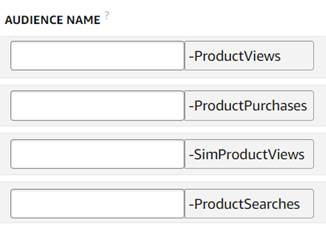 AUDIENCE NAME ?
-ProductViews
-ProductPurchases
-SimProductViews
-ProductSearches